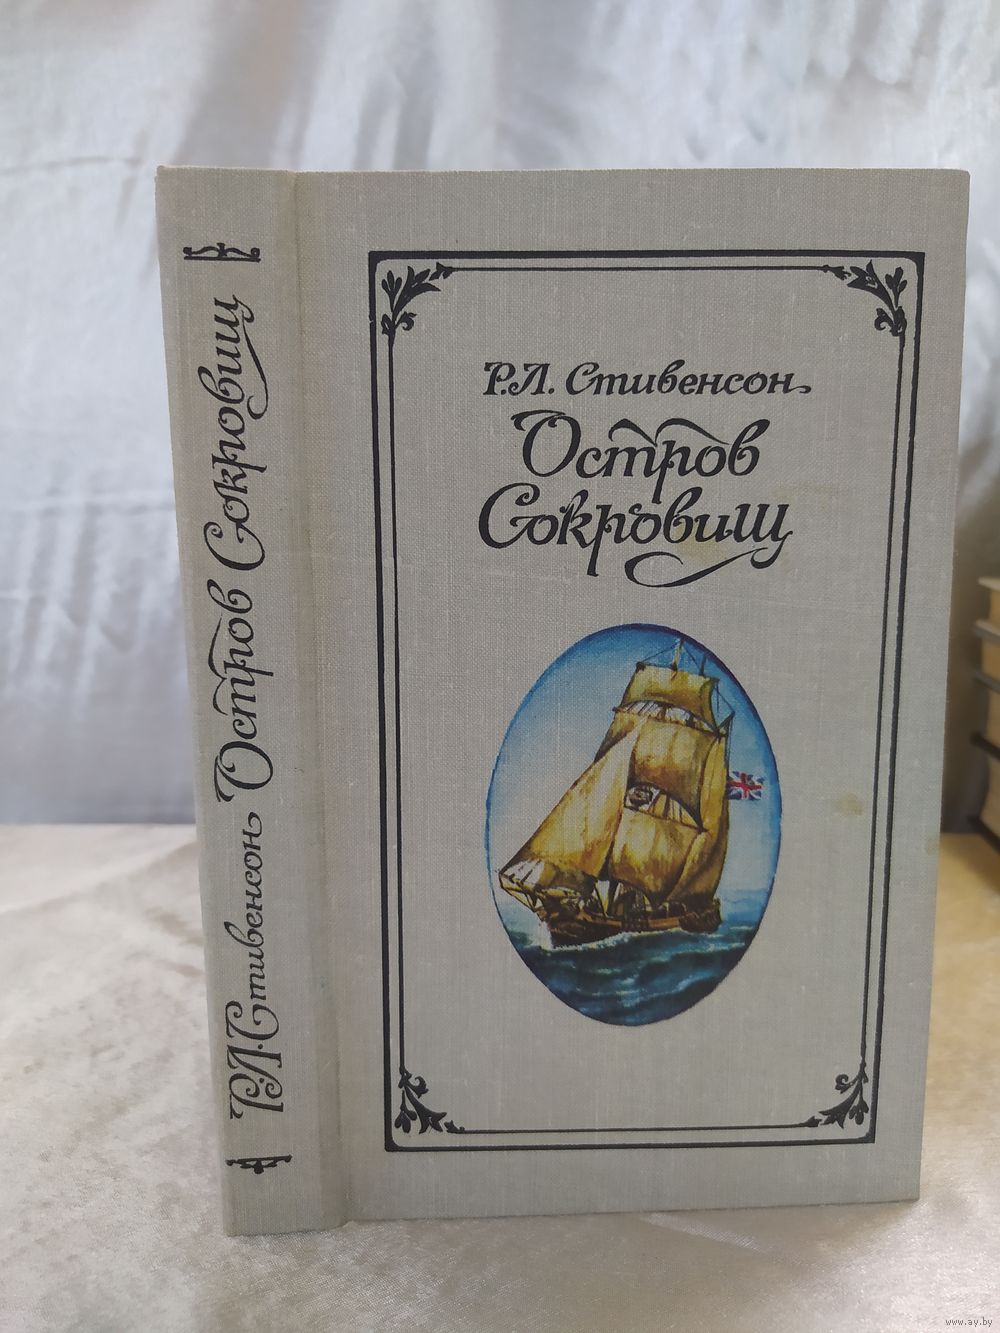 Р.Л. Стивенсон Остров Сокровищ
Р.Л. Стивенсон
Остров
Сокровищ
www.ay.by